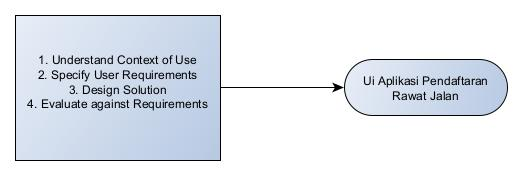 1. Understand Context of Use
2. Specify User Requirements
3. Design Solution
4. Evaluate against Requirements
Ui Aplikasi Pendaftaran
Rawat Jalan